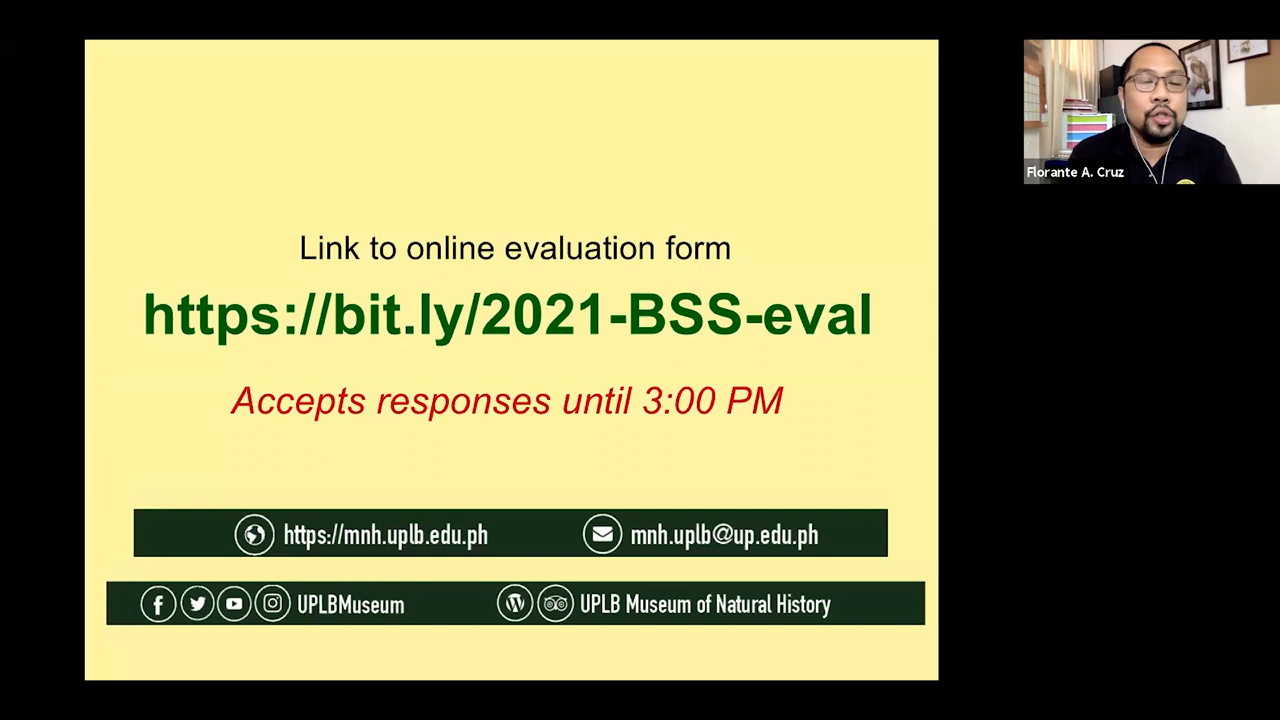 Link to online evaluation form
https://bit.ly/2021-BSS-eval
Accepts responses until 3:00 PM
https://mnh.uplb.edu.ph mnh.uplb@up.edu.ph
UPLBMuseum UPLB Museum of Natural History
Florante A. Cruz